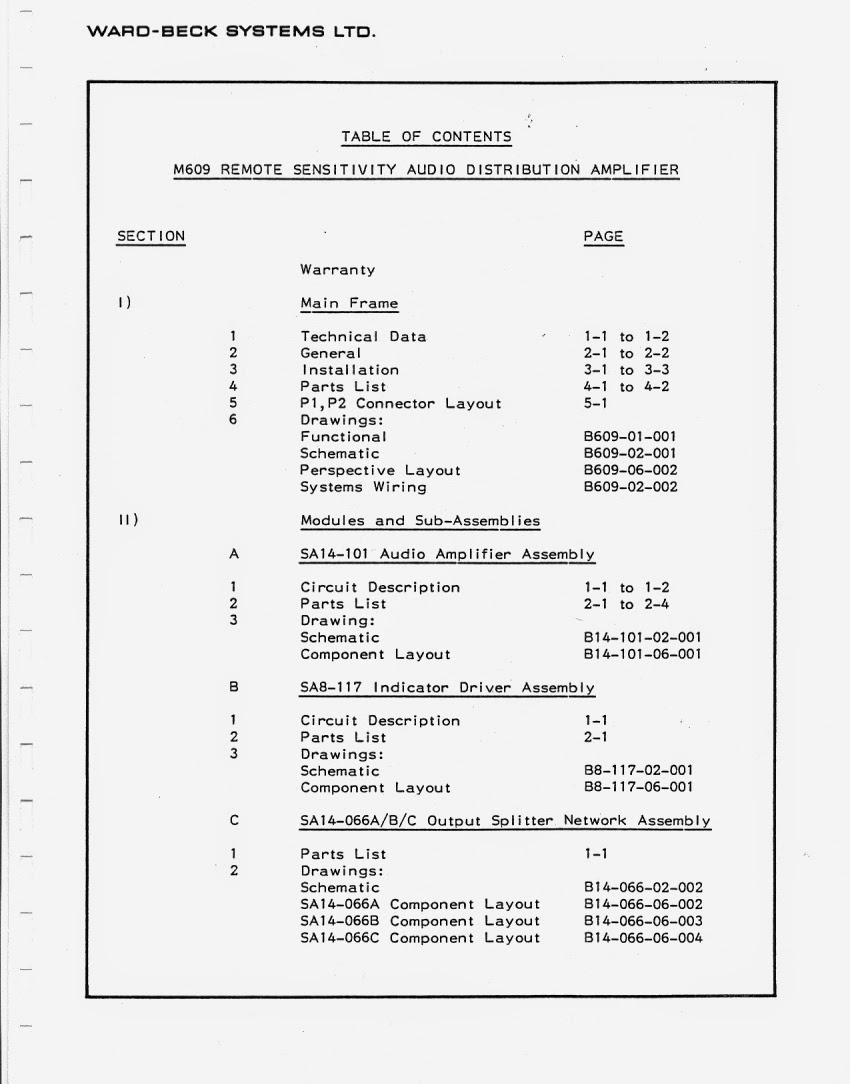 WARD-BECK SYSTEMS LTD.
TABLE OF CONTENTS
M609 REMOTE SENSITIVITY AUDIO DISTRIBUTION AMPLIFIER
SECTION PAGE
Warranty
I) Main Frame
1 Technical Data 1-1 to 1-2
2 General 2-1 to 2-2
3 Installation 3-1 to 3-3
4 Parts List 4-1 to 4-2
5 P1,P2 Connector Layout 5-1
6 Drawings:
Functional B609-01-001
Schematic B609-02-001
Perspective Layout B609-06-002
Systems Wiring B609-02-002
II) Modules and Sub-Assemblies
A SA14-101 Audio Amplifier Assembly
1 Circuit Description 1-1 to 1-2
2 Parts List 2-1 to 2-4
3 Drawing:
Schematic B14-101-02-001
Component Layout B14-101-06-001
B SA8-117 Indicator Driver Assembly
1 Circuit Description 1-1
2 Parts List 2-1
3 Drawings:
Schematic B8-117-02-001
Component Layout B8-117-06-001
C SA14-066A/B/C Output Splitter Network Assembly
1 Parts List 1-1
2 Drawings:
Schematic B14-066-02-002
SA14-066A Component Layout B14-066-06-002
SA14-066B Component Layout B14-066-06-003
SA14-066C Component Layout B14-066-06-004